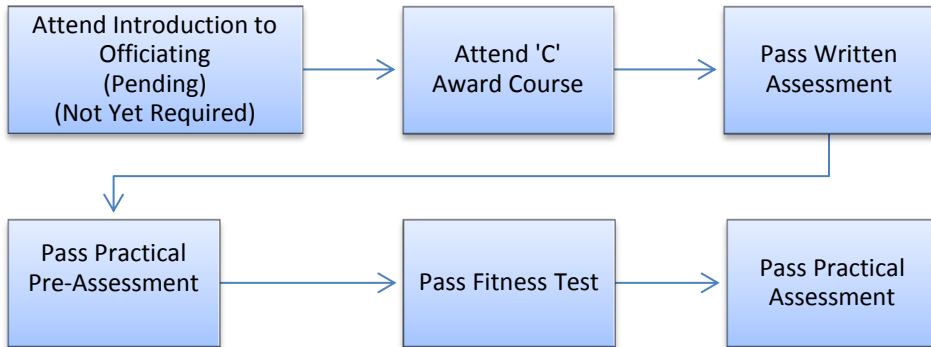 Attend Introduction to
Officiating
(Pending)
(Not Yet Required)
Attend 'C'
Award Course
Pass Written
Assessment
Pass Practical
Pre-Assessment
Pass Fitness Test
Pass Practical
Assessment